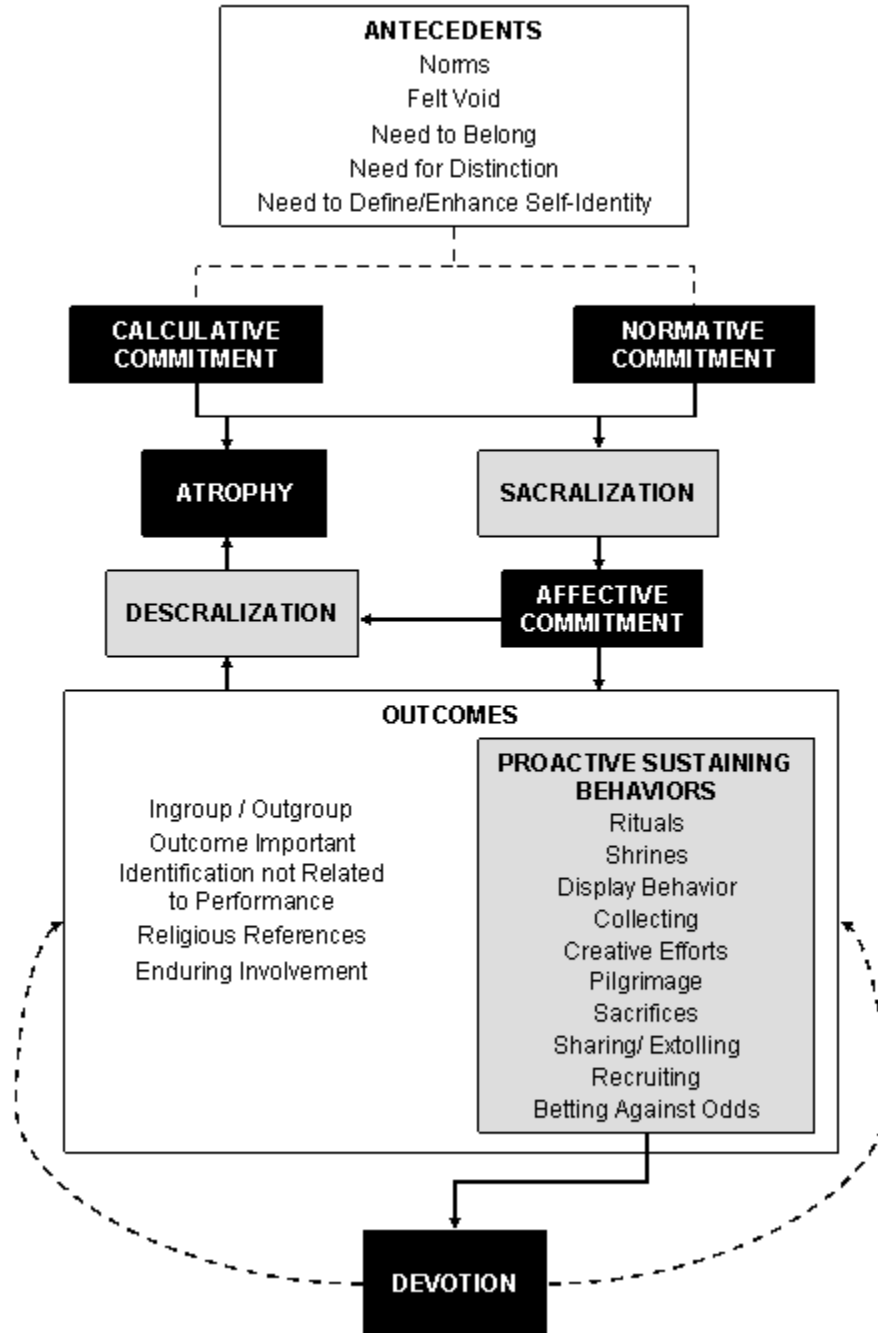 ANTECEDENTS
Norms
Felt Void
Need to Belong
Need for Distinction
Need to Define/Enhance Self-Identity
CALCULATIVE
COMMITMENT
NORMATIVE
COMMITMENT
ATROPHY
SACRALIZATION
DESCRALIZATION
AFFECTIVE
COMMITMENT
OUTCOMES
Ingroup / Outgroup
Outcome Important
Identification not Related
to Performance
Religious References
Enduring Involvement
PROACTIVE SUSTAINING
BEHAVIORS
Rituals
Shrines
Display Behavior
Collecting
Creative Efforts
Pilgrimage
Sacrifices
Sharing/ Extolling
Recruiting
Betting Against Odds
DEVOTION